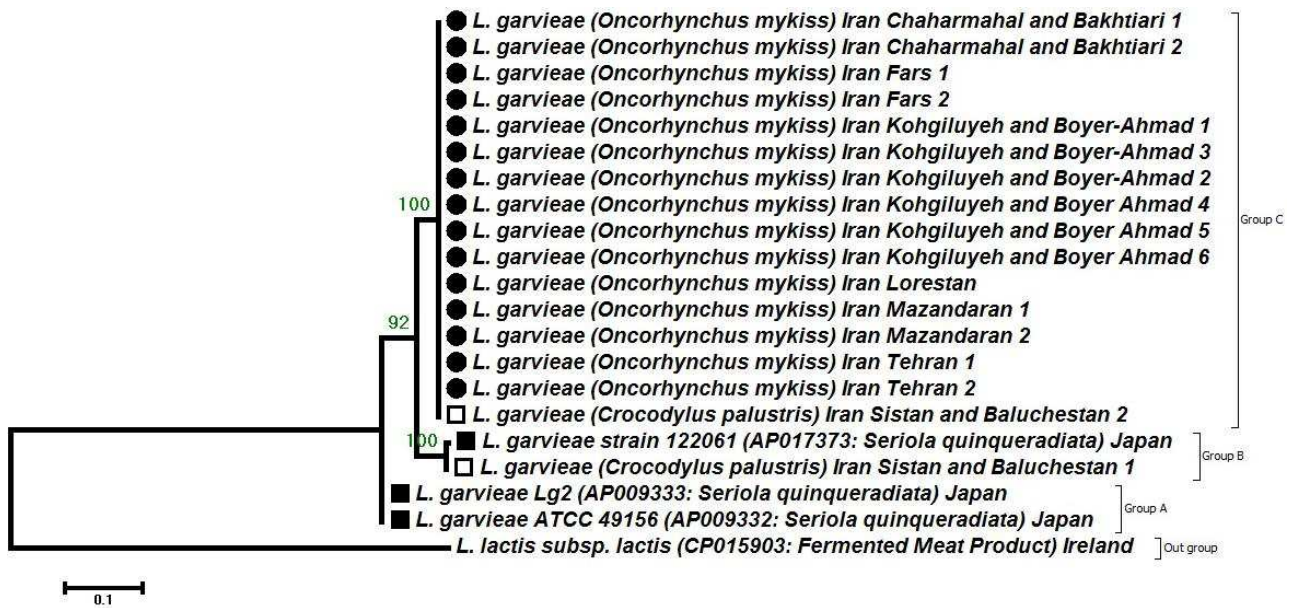 L. garvieae (Oncorhynchus mykiss) Iran Chaharmahal and Bakhtiari 1
L. garvieae (Oncorhynchus mykiss) Iran Chaharmahal and Bakhtiari 2
L. garvieae (Oncorhynchus mykiss) Iran Fars 1
L. garvieae (Oncorhynchus mykiss) Iran Fars 2
L. garvieae (Oncorhynchus mykiss) Iran Kohgiluyeh and Boyer-Ahmad 1
L. garvieae (Oncorhynchus mykiss) Iran Kohgiluyeh and Boyer-Ahmad 3
L. garvieae (Oncorhynchus mykiss) Iran Kohgiluyeh and Boyer-Ahmad 2
100
L. garvieae (Oncorhynchus mykiss) Iran Kohgiluyeh and Boyer Ahmad 4
Group C
L. garvieae (Oncorhynchus mykiss) Iran Kohgiluyeh and Boyer Ahmad 5
L. garvieae (Oncorhynchus mykiss) Iran Kohgiluyeh and Boyer Ahmad 6
L. garvieae (Oncorhynchus mykiss) Iran Lorestan
L. garvieae (Oncorhynchus mykiss) Iran Mazandaran 1
92
L. garvieae (Oncorhynchus mykiss) Iran Mazandaran 2
L. garvieae (Oncorhynchus mykiss) Iran Tehran 1
L. garvieae (Oncorhynchus mykiss) Iran Tehran 2
L. garvieae (Crocodylus palustris) Iran Sistan and Baluchestan 2
100
L. garvieae strain 122061 (AP017373: Seriola quinqueradiata) Japan
Group B
L. garvieae (Crocodylus palustris) Iran Sistan and Baluchestan 1
L. garvieae Lg2 (AP009333: Seriola quinqueradiata) Japan
Group A
L. garvieae ATCC 49156 (AP009332: Seriola quinqueradiata) Japan
L. lactis subsp. lactis (CP015903: Fermented Meat Product) Ireland
Out group
0.1